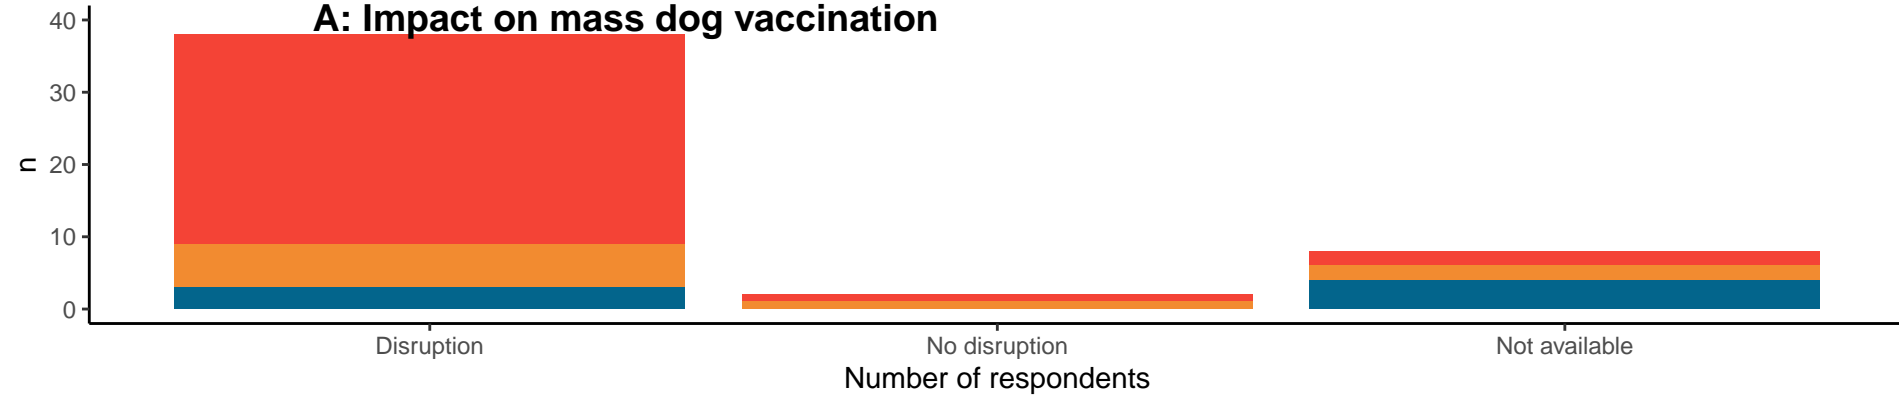 A: Impact on mass dog vaccination
40
30
20
10
0
n
Disruption
No disruption
Not available
Number of respondents